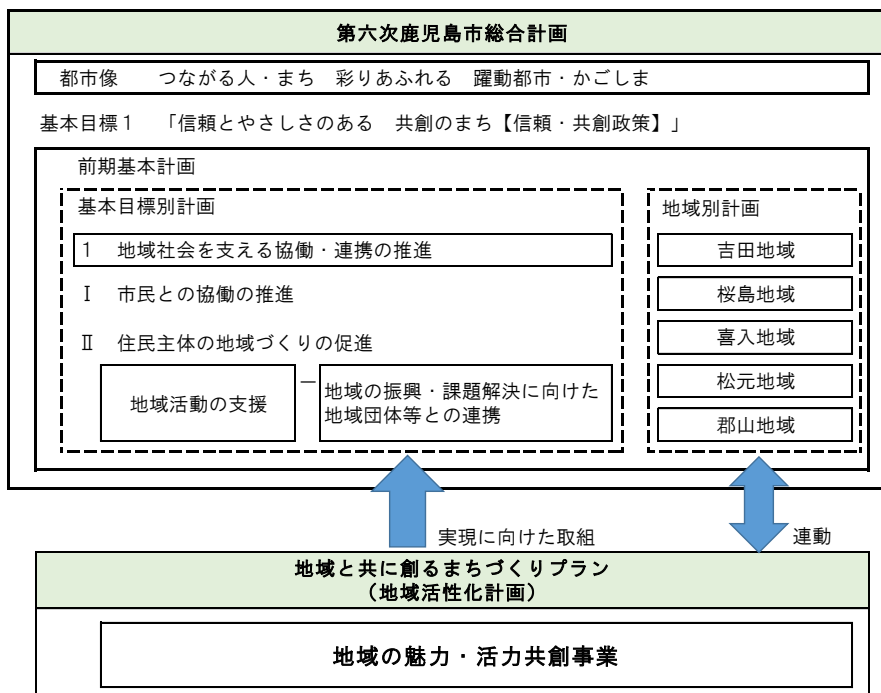 第六次鹿児島市総合計画
都市像　つながる人・まち　彩りあふれる　躍動都市・かごしま
基本目標１　「信頼とやさしさのある　共創のまち【信頼・共創政策】」
前期基本計画
基本目標別計画
1　地域社会を支える協働・連携の推進
Ⅰ　市民との協働の推進
Ⅱ　住民主体の地域づくりの促進
地域活動の支援
地域の振興・課題解決に向けた
地域団体等との連携
地域別計画
吉田地域
桜島地域
喜入地域
松元地域
郡山地域
実現に向けた取組
連動
地域と共に創るまちづくりプラン
（地域活性化計画）
地域の魅力・活力共創事業